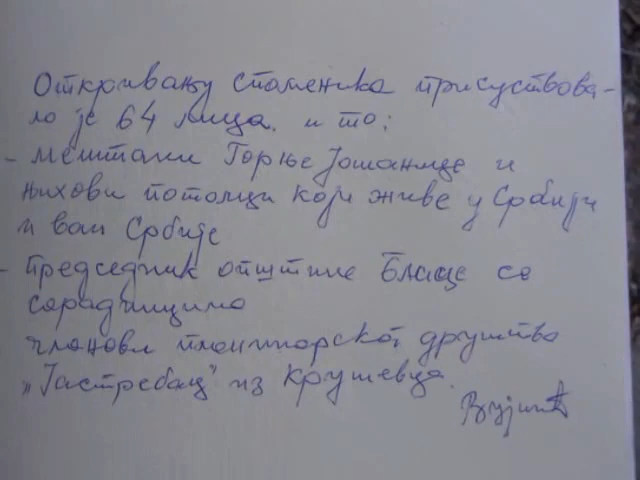 Откривању споменика присуствова-
ло је 64 лица. и то:
- мештани Горње Јошанице и
њихови потомци који живе у Србији
и ван Србије
- председник општине Блаце са
сарадницима
чланови планинарског друштва
„Јастребац" из Крушевца.